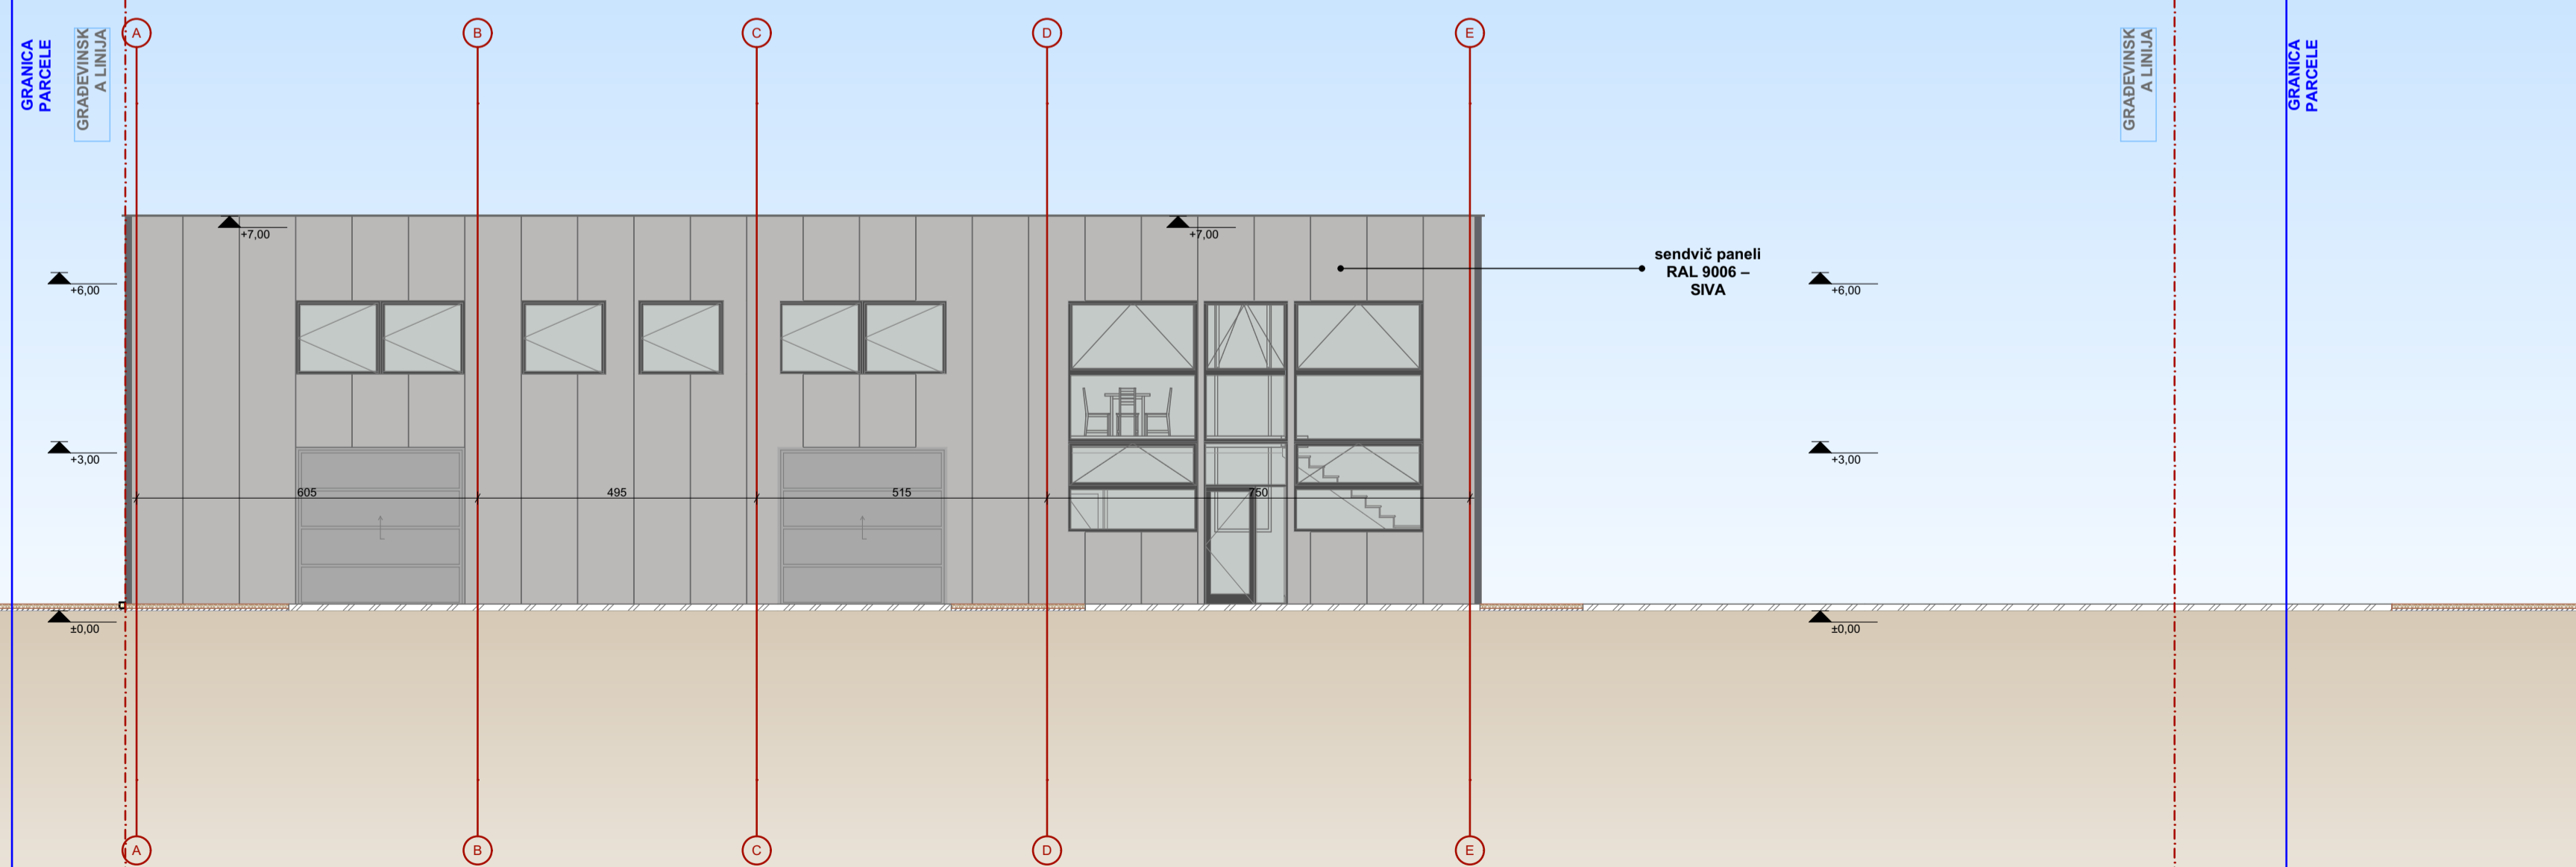 GRANICA
PARCELE
GRAĐEVINSK
A LINIJA
A
B
C
D
E
GRAĐEVINSK
A LINIJA
GRANICA
PARCELE
+7,00
+7,00
sendvič paneli
RAL 9006 –
SIVA
+6,00
+6,00
+3,00
+3,00
605
495
515
750
±0,00
±0,00
A
B
C
D
E